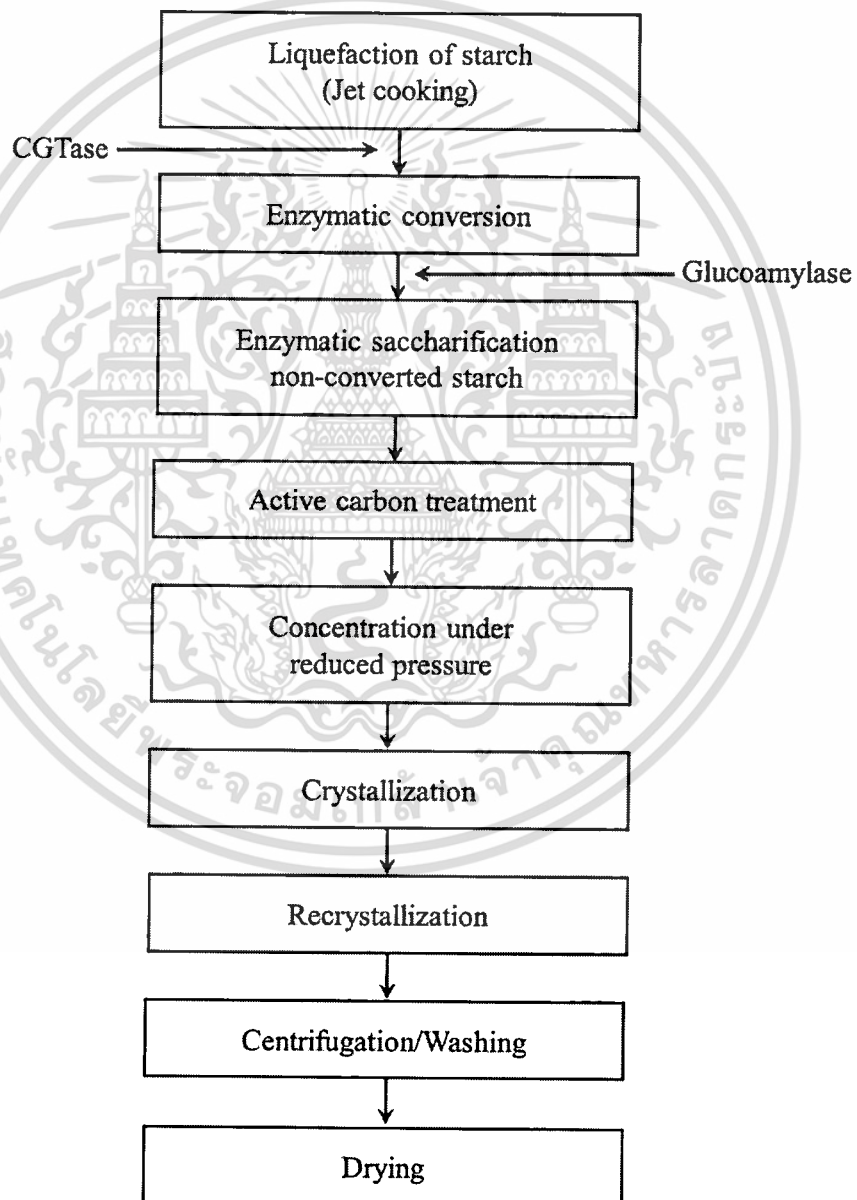 Liquefaction of starch
(Jet cooking)
CGTase
Enzymatic conversion
Glucoamylase
Enzymatic saccharification
non-converted starch
Active carbon treatment
Concentration under
reduced pressure
Crystallization
Recrystallization
Centrifugation/Washing
Drying